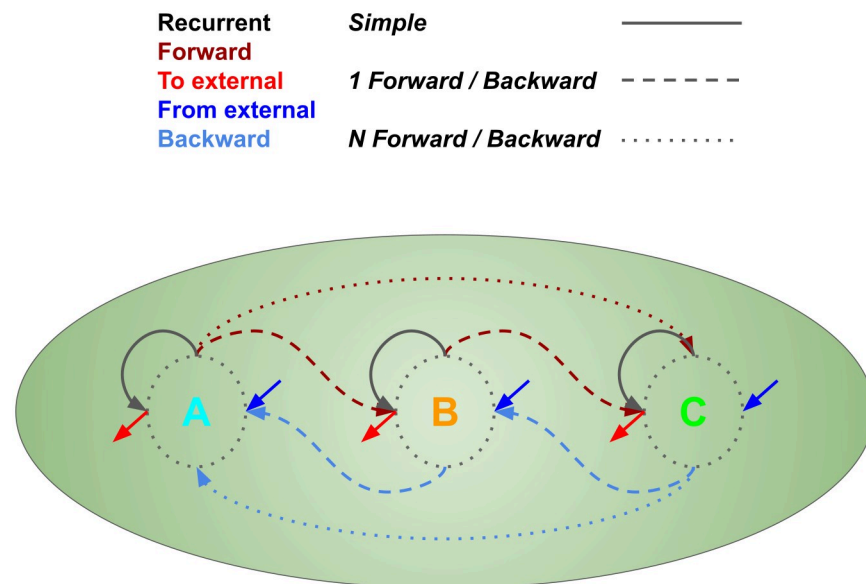 Recurrent Simple
Forward
To external 1 Forward / Backward
From external
Backward N Forward / Backward
A B C